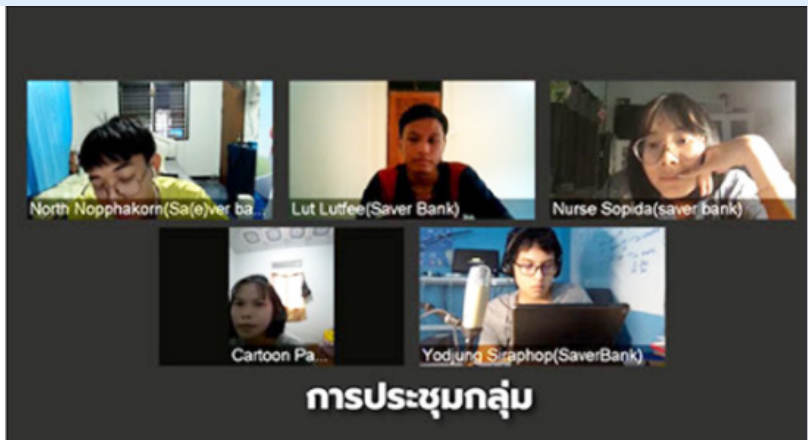 North Nopphakorn(Sa(e)ver ba...
Lut Lutfee(Saver Bank)
Nurse Sopida(saver bank)
Cartoon Pa...
Yodjung Siraphop(SaverBank)
การประชุมกลุ่ม